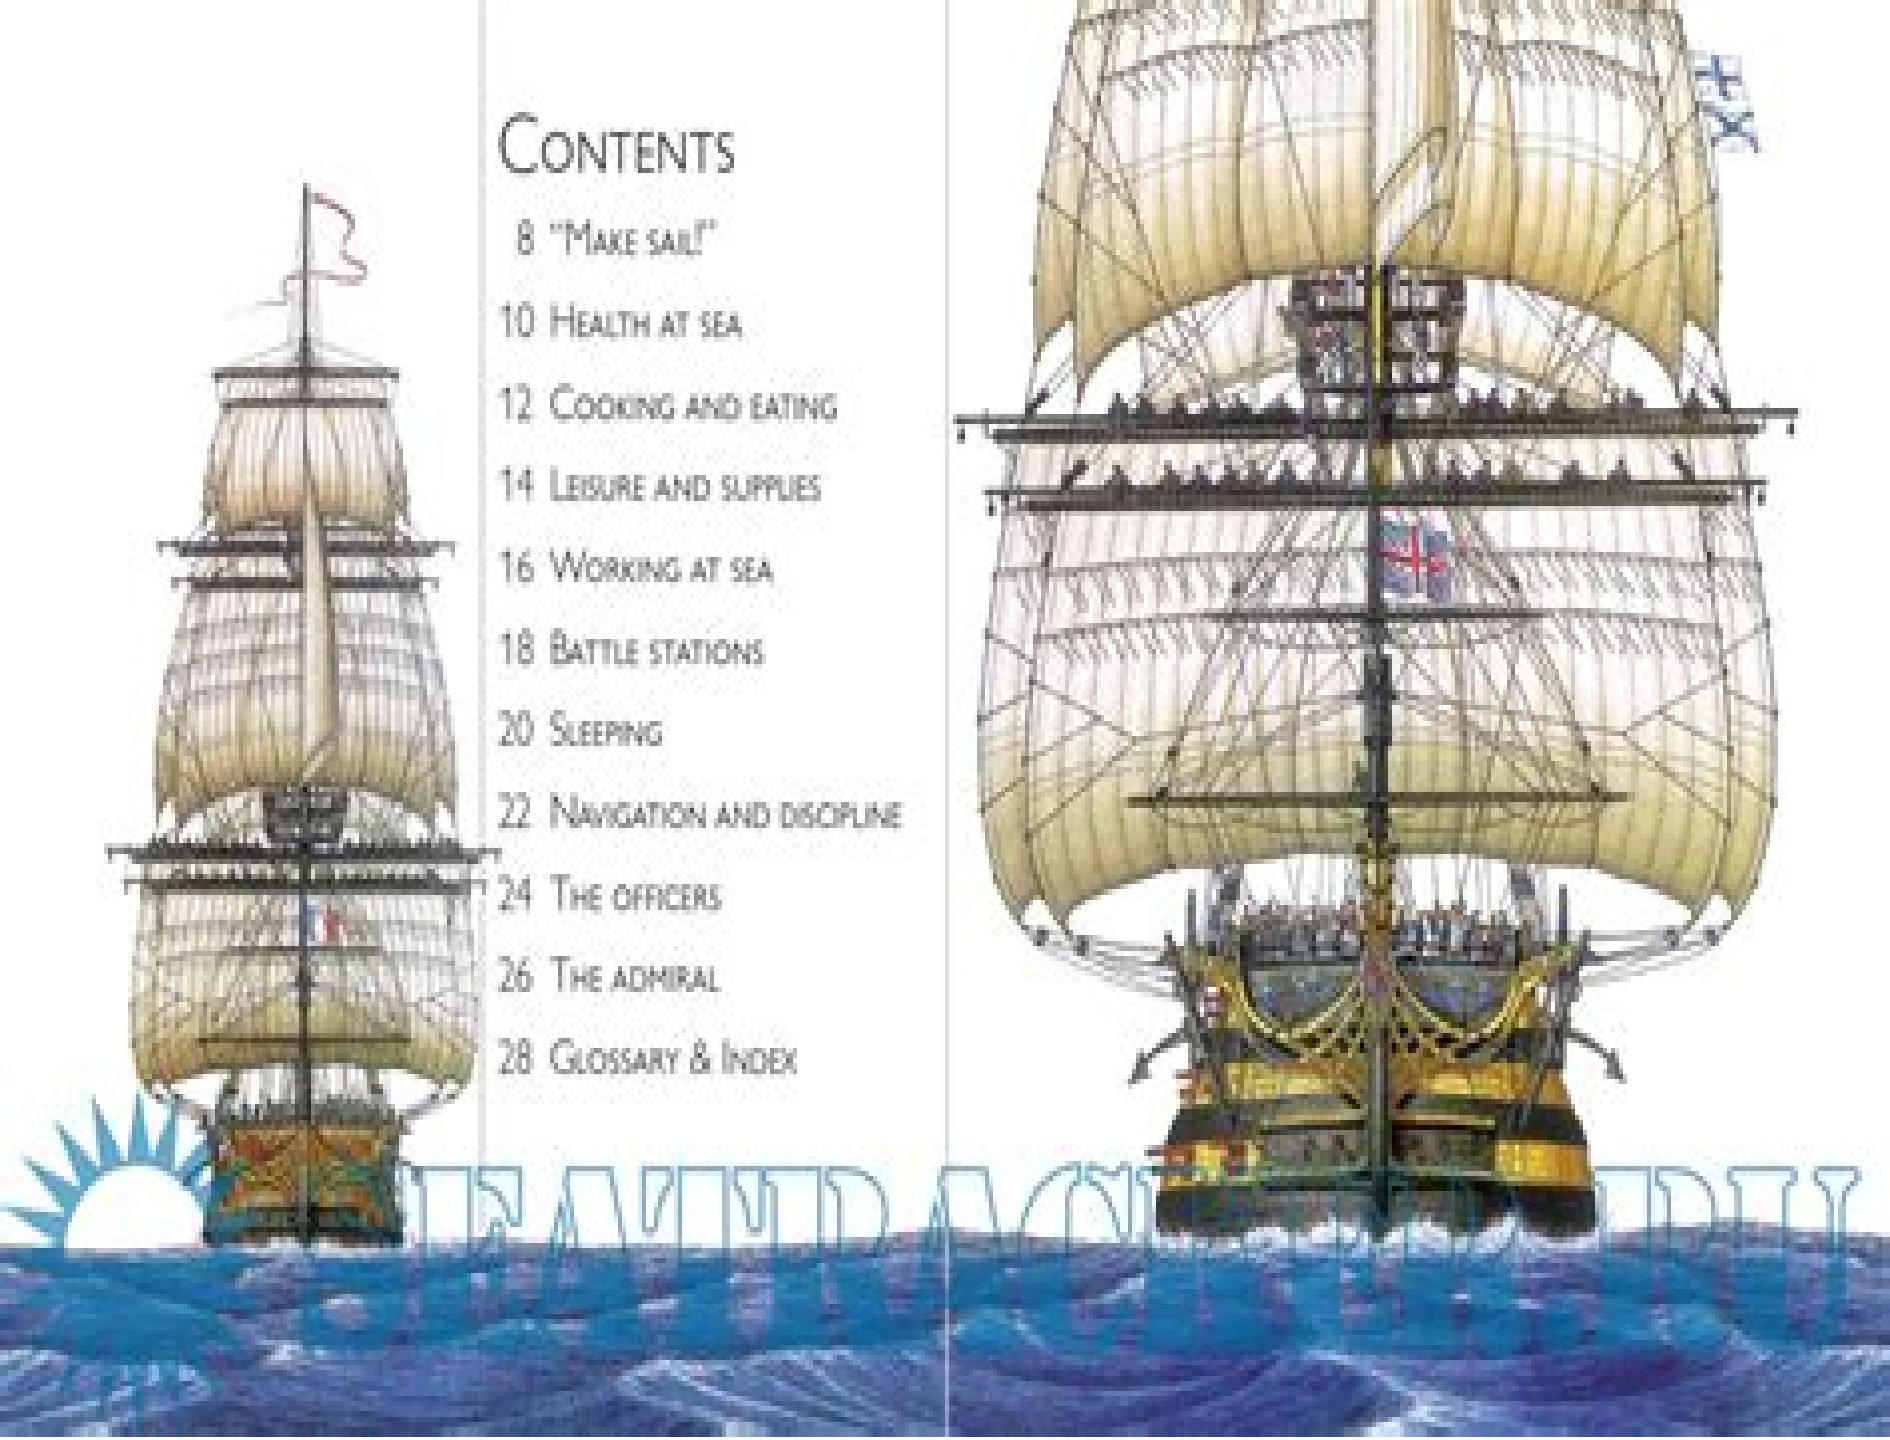 CONTENTS
8 "MAKE SAIL!"
10 HEALTH AT SEA
12 COOKING AND EATING
14 LEISURE AND SUPPLIES
16 WORKING AT SEA
18 BATTLE STATIONS
20 SLEEPING
22 NAVIGATION AND DISCIPLINE
24 THE OFFICERS
26 THE ADMIRAL
28 GLOSSARY & INDEX